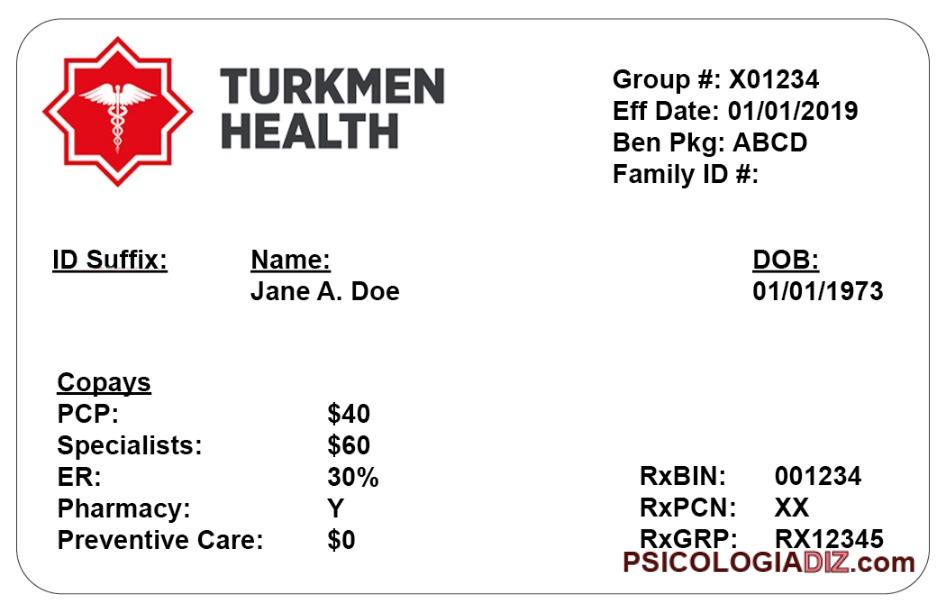 TURKMEN
HEALTH
Group #: X01234
Eff Date: 01/01/2019
Ben Pkg: ABCD
Family ID #:
ID Suffix: Name: DOB:
Jane A. Doe 01/01/1973
Copays
PCP: $40
Specialists: $60
ER: 30%
Pharmacy: Y
Preventive Care: $0
RxBIN: 001234
RxPCN: XX
RxGRP: RX12345
PSICOLOGIADIZ.com